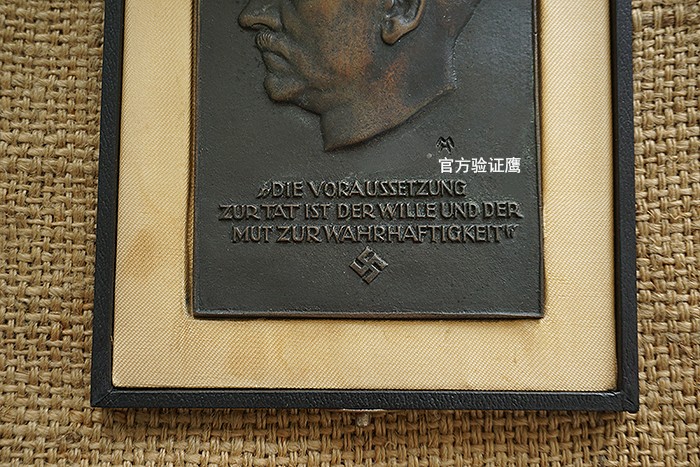 官方验证鹰
„DIE VORAUSSETZUNG
ZUR TAT IST DER WILLE UND DER
MUT ZUR WAHRHAFTIGKEIT“